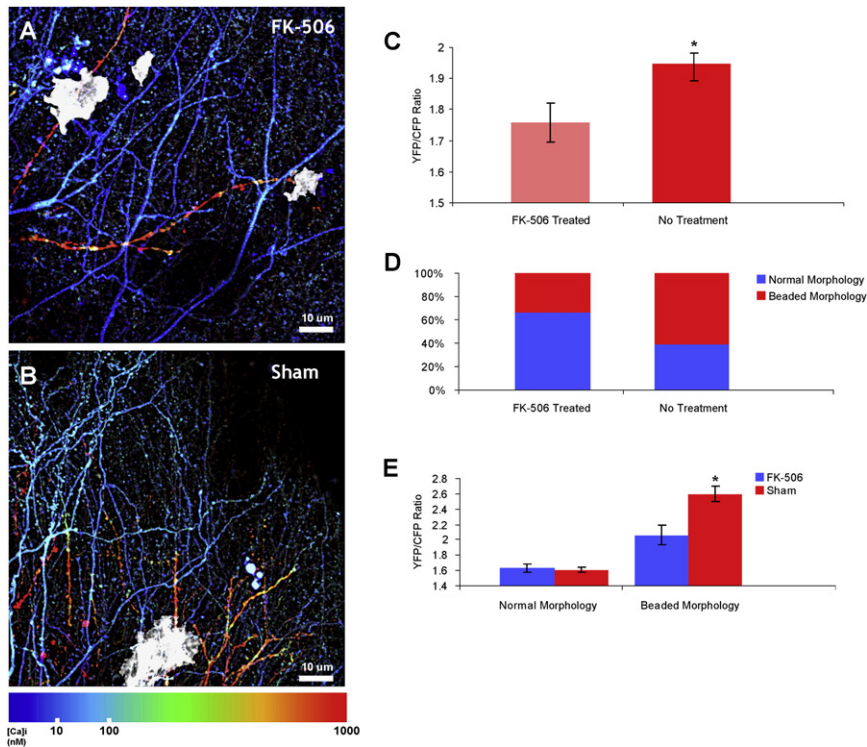 A
FK-506
10 um
B
Sham
10 um
[Ca]i
(nM)
10
100
1000
C
YFP/CFP Ratio
2
1.9
1.8
1.7
1.6
1.5
*
FK-506 Treated
No Treatment
D
100%
80%
60%
40%
20%
0%
FK-506 Treated
No Treatment
Normal Morphology
Beaded Morphology
E
YFP/CFP Ratio
2.8
2.6
2.4
2.2
2
1.8
1.6
1.4
*
Normal Morphology
Beaded Morphology
FK-506
Sham